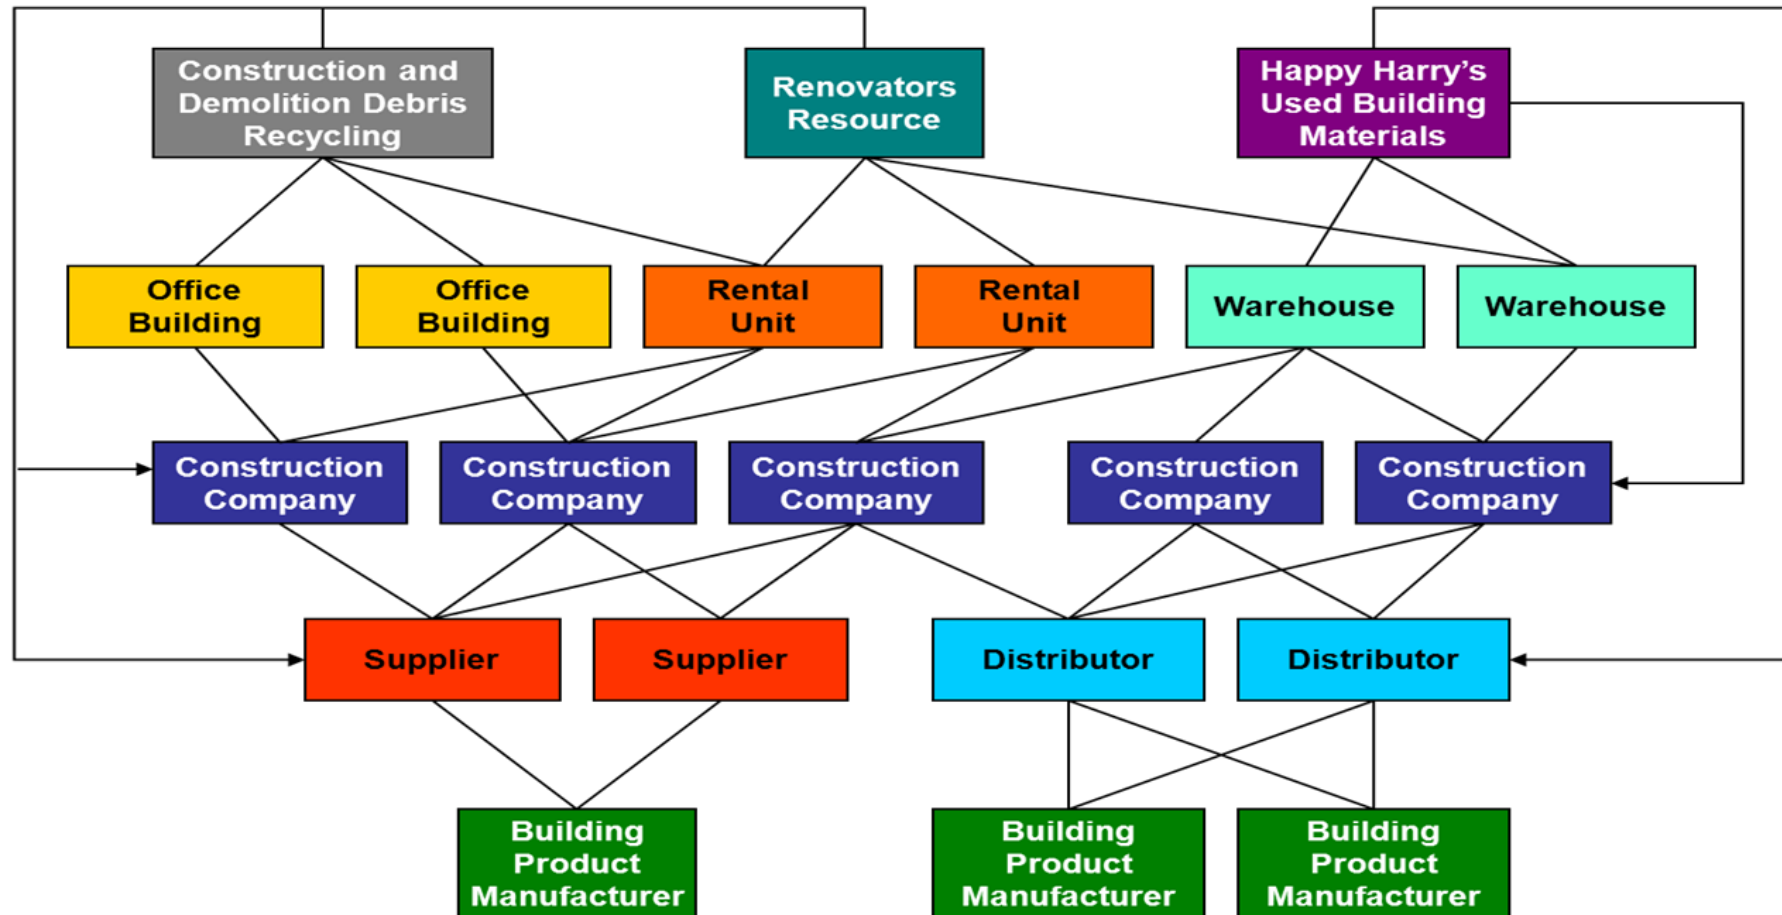 Construction and
Demolition Debris
Recycling
Renovators
Resource
Happy Harry’s
Used Building
Materials
Office
Building
Office
Building
Rental
Unit
Rental
Unit
Warehouse
Warehouse
Construction
Company
Construction
Company
Construction
Company
Construction
Company
Construction
Company
Supplier
Supplier
Distributor
Distributor
Building
Product
Manufacturer
Building
Product
Manufacturer
Building
Product
Manufacturer